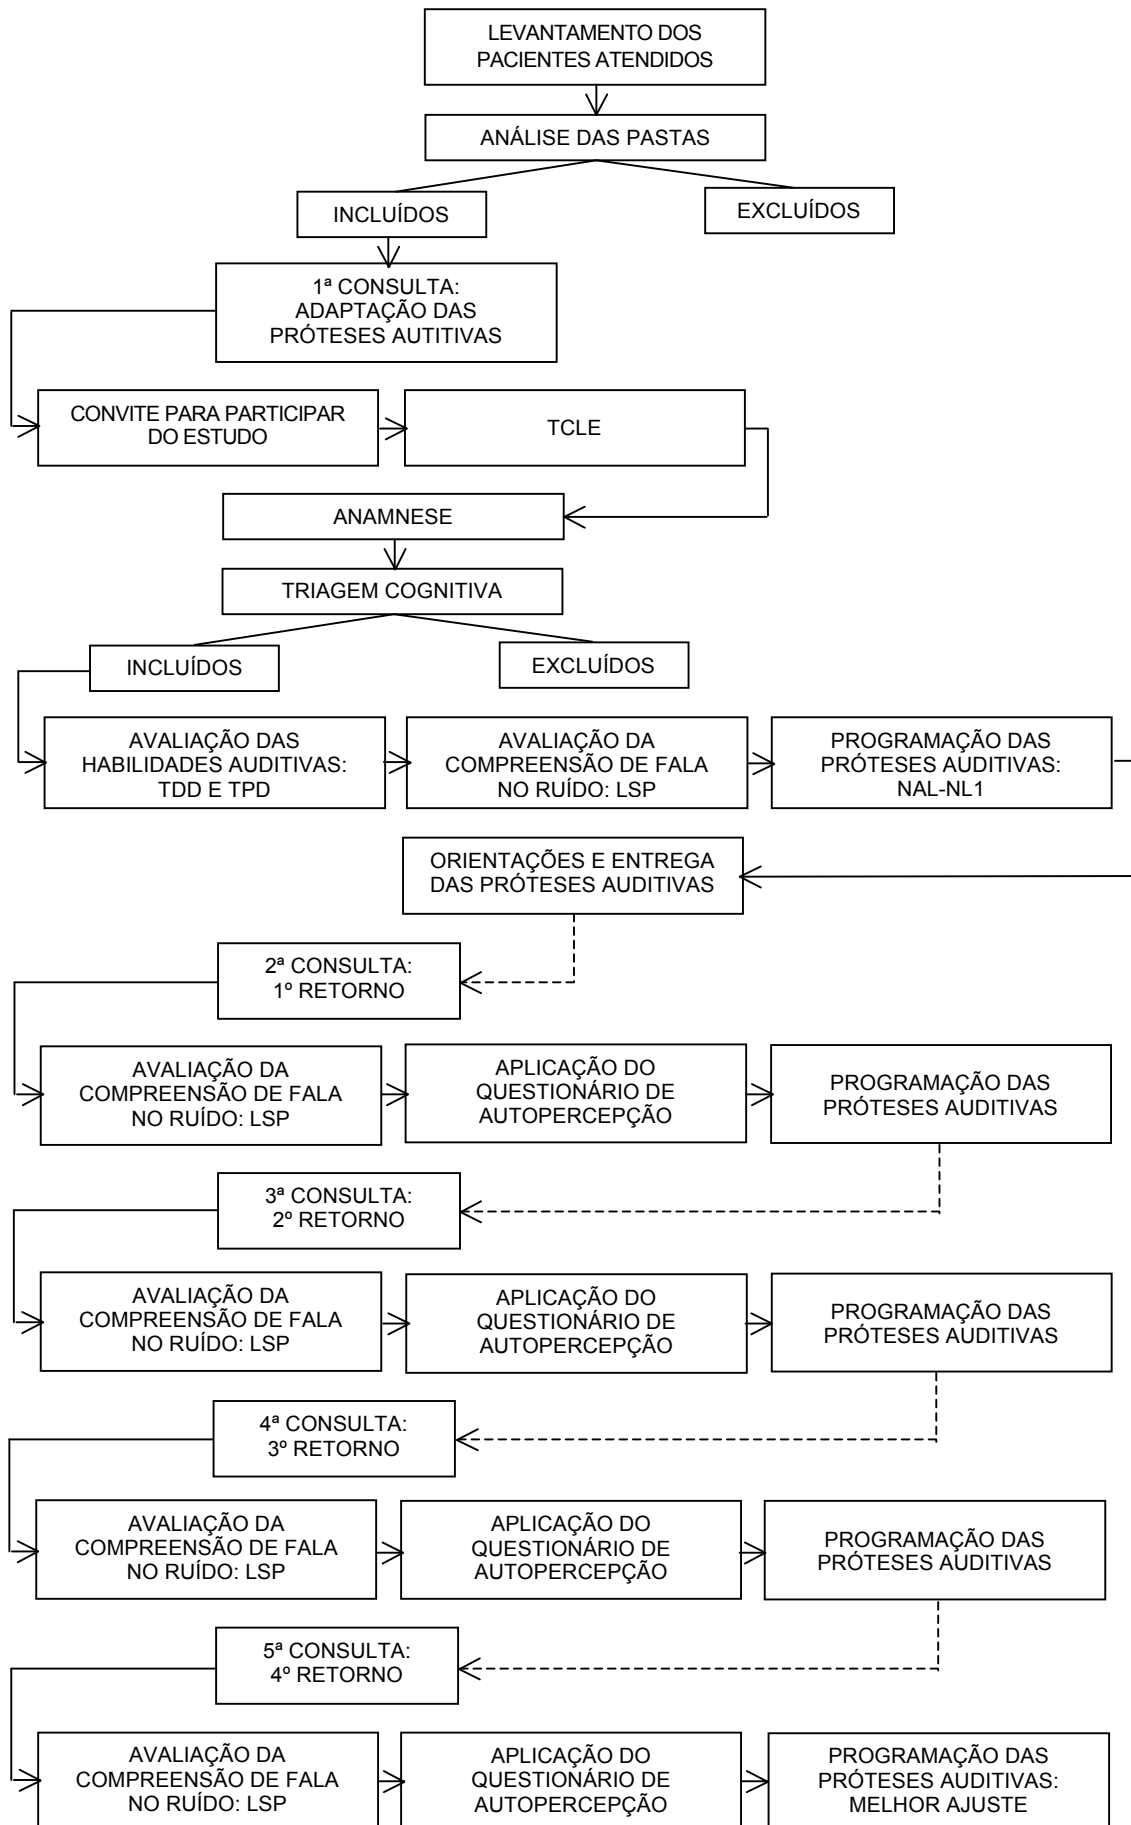 LEVANTAMENTO DOS
PACIENTES ATENDIDOS
ANÁLISE DAS PASTAS
INCLUÍDOS
EXCLUÍDOS
1ª CONSULTA:
ADAPTAÇÃO DAS
PRÓTESES AUTITIVAS
CONVITE PARA PARTICIPAR
DO ESTUDO
TCLE
ANAMNESE
TRIAGEM COGNITIVA
INCLUÍDOS
EXCLUÍDOS
AVALIAÇÃO DAS
HABILIDADES AUDITIVAS:
TDD E TPD
AVALIAÇÃO DA
COMPREENSÃO DE FALA
NO RUÍDO: LSP
PROGRAMAÇÃO DAS
PRÓTESES AUDITIVAS:
NAL-NL1
ORIENTAÇÕES E ENTREGA
DAS PRÓTESES AUDITIVAS
2ª CONSULTA:
1º RETORNO
AVALIAÇÃO DA
COMPREENSÃO DE FALA
NO RUÍDO: LSP
APLICAÇÃO DO
QUESTIONÁRIO DE
AUTOPERCEPÇÃO
PROGRAMAÇÃO DAS
PRÓTESES AUDITIVAS
3ª CONSULTA:
2º RETORNO
AVALIAÇÃO DA
COMPREENSÃO DE FALA
NO RUÍDO: LSP
APLICAÇÃO DO
QUESTIONÁRIO DE
AUTOPERCEPÇÃO
PROGRAMAÇÃO DAS
PRÓTESES AUDITIVAS
4ª CONSULTA:
3º RETORNO
AVALIAÇÃO DA
COMPREENSÃO DE FALA
NO RUÍDO: LSP
APLICAÇÃO DO
QUESTIONÁRIO DE
AUTOPERCEPÇÃO
PROGRAMAÇÃO DAS
PRÓTESES AUDITIVAS
5ª CONSULTA:
4º RETORNO
AVALIAÇÃO DA
COMPREENSÃO DE FALA
NO RUÍDO: LSP
APLICAÇÃO DO
QUESTIONÁRIO DE
AUTOPERCEPÇÃO
PROGRAMAÇÃO DAS
PRÓTESES AUDITIVAS:
MELHOR AJUSTE